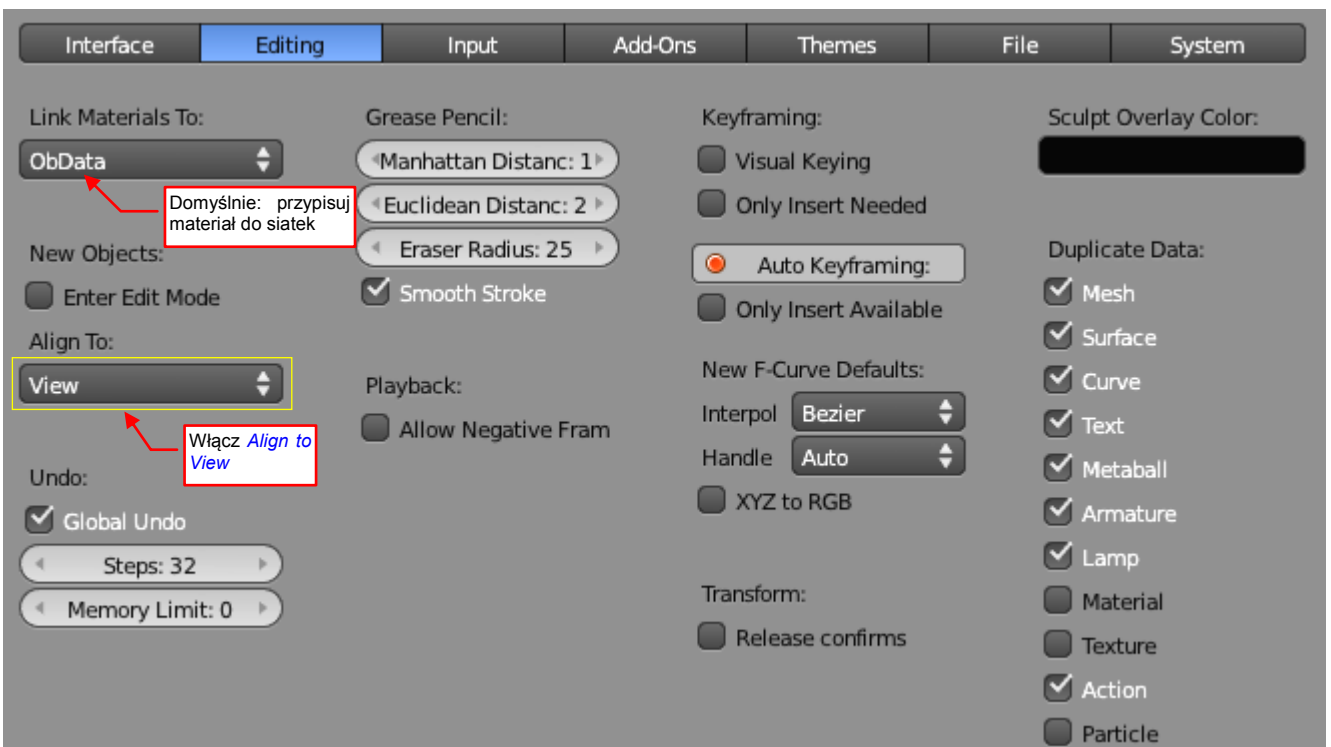 Interface Editing Input Add-Ons Themes File System
Link Materials To:
ObData
Domyślnie: przypisuj
materiał do siatek
New Objects:
Enter Edit Mode
Align To:
View
Włącz Align to
View
Undo:
Global Undo
Steps: 32
Memory Limit: 0
Grease Pencil:
Manhattan Distanc: 1
Euclidean Distanc: 2
Eraser Radius: 25
Smooth Stroke
Playback:
Allow Negative Fram
Keyframing:
Visual Keying
Only Insert Needed
Auto Keyframing:
Only Insert Available
New F-Curve Defaults:
Interpol Bezier
Handle Auto
XYZ to RGB
Transform:
Release confirms
Sculpt Overlay Color:
Duplicate Data:
Mesh
Surface
Curve
Text
Metaball
Armature
Lamp
Material
Texture
Action
Particle